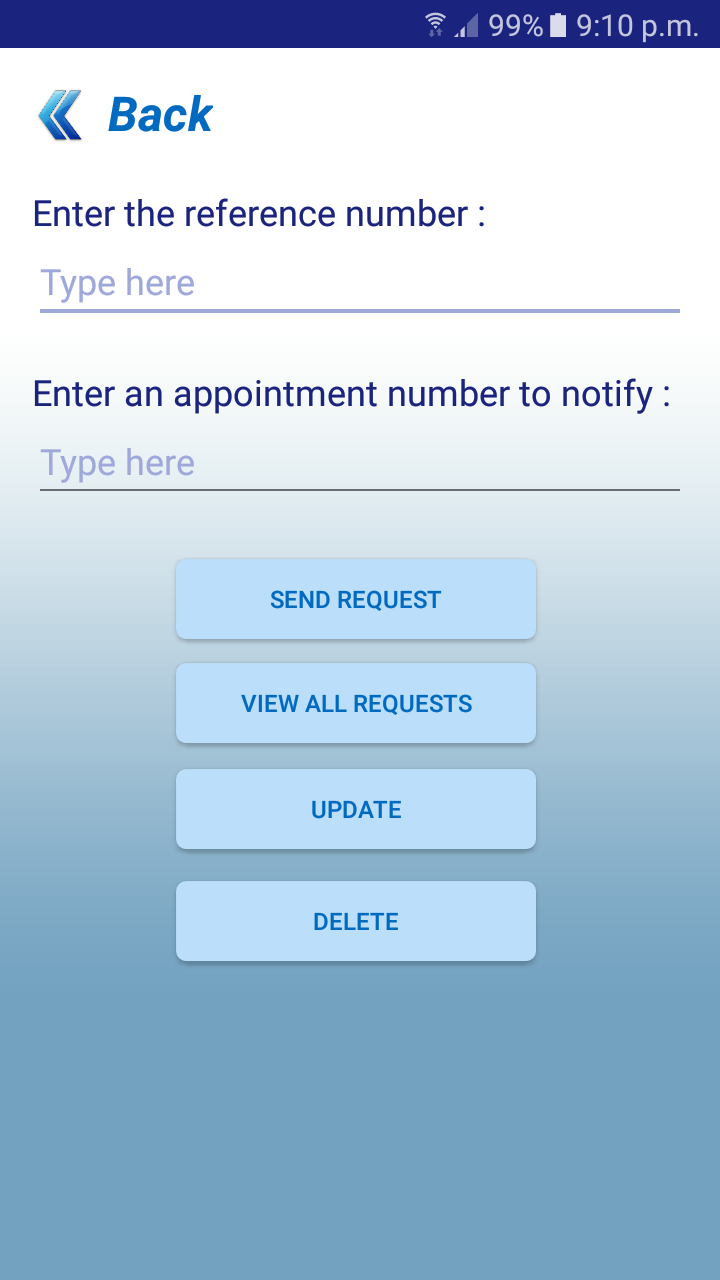 99% 9:10 p.m.
Back
Enter the reference number :
Type here
Enter an appointment number to notify :
Type here
SEND REQUEST
VIEW ALL REQUESTS
UPDATE
DELETE